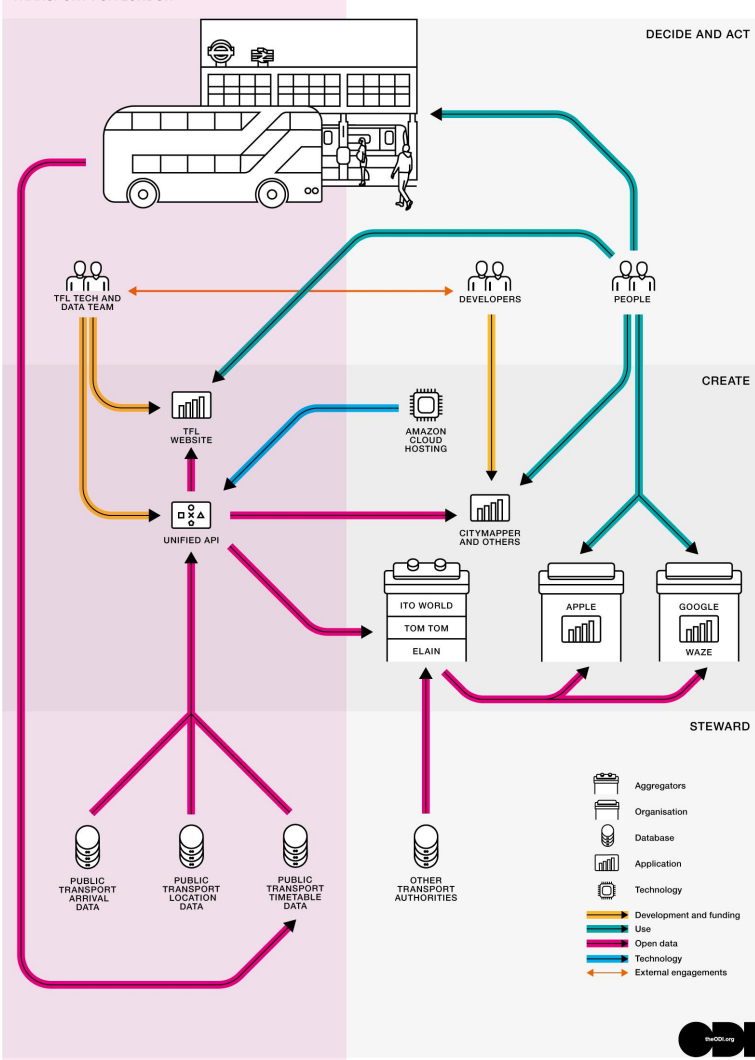 DECIDE AND ACT
TFL TECH AND
DATA TEAM
DEVELOPERS
PEOPLE
CREATE
TFL
WEBSITE
AMAZON
CLOUD
HOSTING
UNIFIED API
CITYMAPPER
AND OTHERS
ITO WORLD
TOM TOM
ELAIN
APPLE
GOOGLE
WAZE
STEWARD
PUBLIC
TRANSPORT
ARRIVAL
DATA
PUBLIC
TRANSPORT
LOCATION
DATA
PUBLIC
TRANSPORT
TIMETABLE
DATA
OTHER
TRANSPORT
AUTHORITIES
Aggregators
Organisation
Database
Application
Technology
Development and funding
Use
Open data
Technology
External engagements
theODI.org